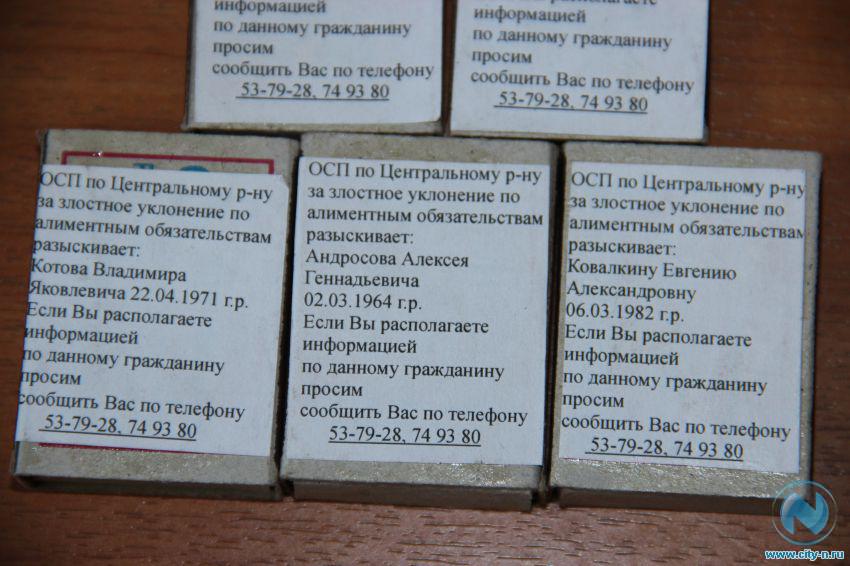 информацией
по данному гражданину
просим
сообщить Вас по телефону
53-79-28, 74 93 80
располагаете
информацией
по данному гражданину
просим
сообщить Вас по телефону
53-79-28, 74 93 80
ОСП по Центральному р-ну
за злостное уклонение по
алиментным обязательствам
разыскивает:
Котова Владимира
Яковлевича 22.04.1971 г.р.
Если Вы располагаете
информацией
по данному гражданину
просим
сообщить Вас по телефону
53-79-28, 74 93 80
ОСП по Центральному р-ну
за злостное уклонение по
алиментным обязательствам
разыскивает:
Андросова Алексея
Геннадьевича
02.03.1964 г.р.
Если Вы располагаете
информацией
по данному гражданину
просим
сообщить Вас по телефону
53-79-28, 74 93 80
ОСП по Центральному р-ну
за злостное уклонение по
алиментным обязательствам
разыскивает:
Ковалкину Евгению
Александровну
06.03.1982 г.р.
Если Вы располагаете
информацией
по данному гражданину
просим
сообщить Вас по телефону
53-79-28, 74 93 80
www.city-n.ru